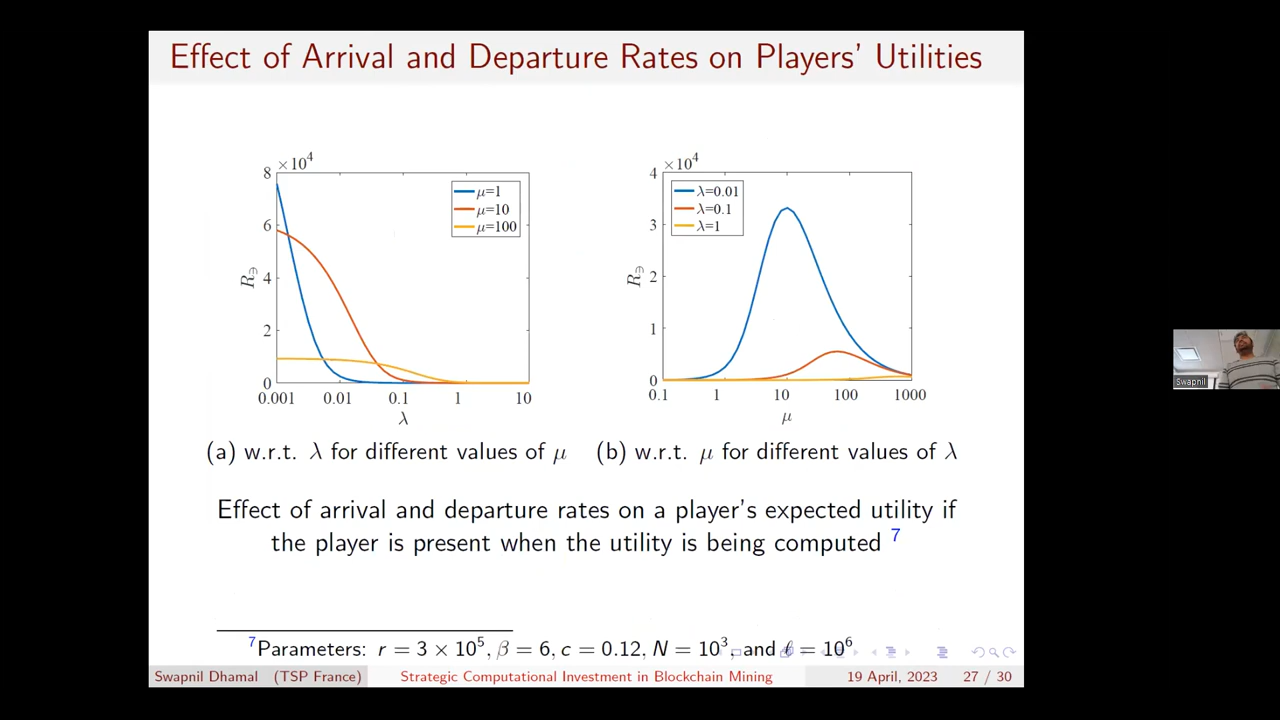 Effect of Arrival and Departure Rates on Players' Utilities
×10⁴
8
6
4
2
0
R∋
0.001 0.01 0.1 1 10
λ
μ=1
μ=10
μ=100
×10⁴
4
3
2
1
0
R∋
0.1 1 10 100 1000
μ
λ=0.01
λ=0.1
λ=1
(a) w.r.t. λ for different values of μ
(b) w.r.t. μ for different values of λ
Effect of arrival and departure rates on a player's expected utility if
the player is present when the utility is being computed ⁷
⁷Parameters: r = 3 × 10⁵, β = 6, c = 0.12, N = 10³, and ℓ = 10⁶
Swapnil Dhamal (TSP France) Strategic Computational Investment in Blockchain Mining 19 April, 2023 27 / 30
Swapnil